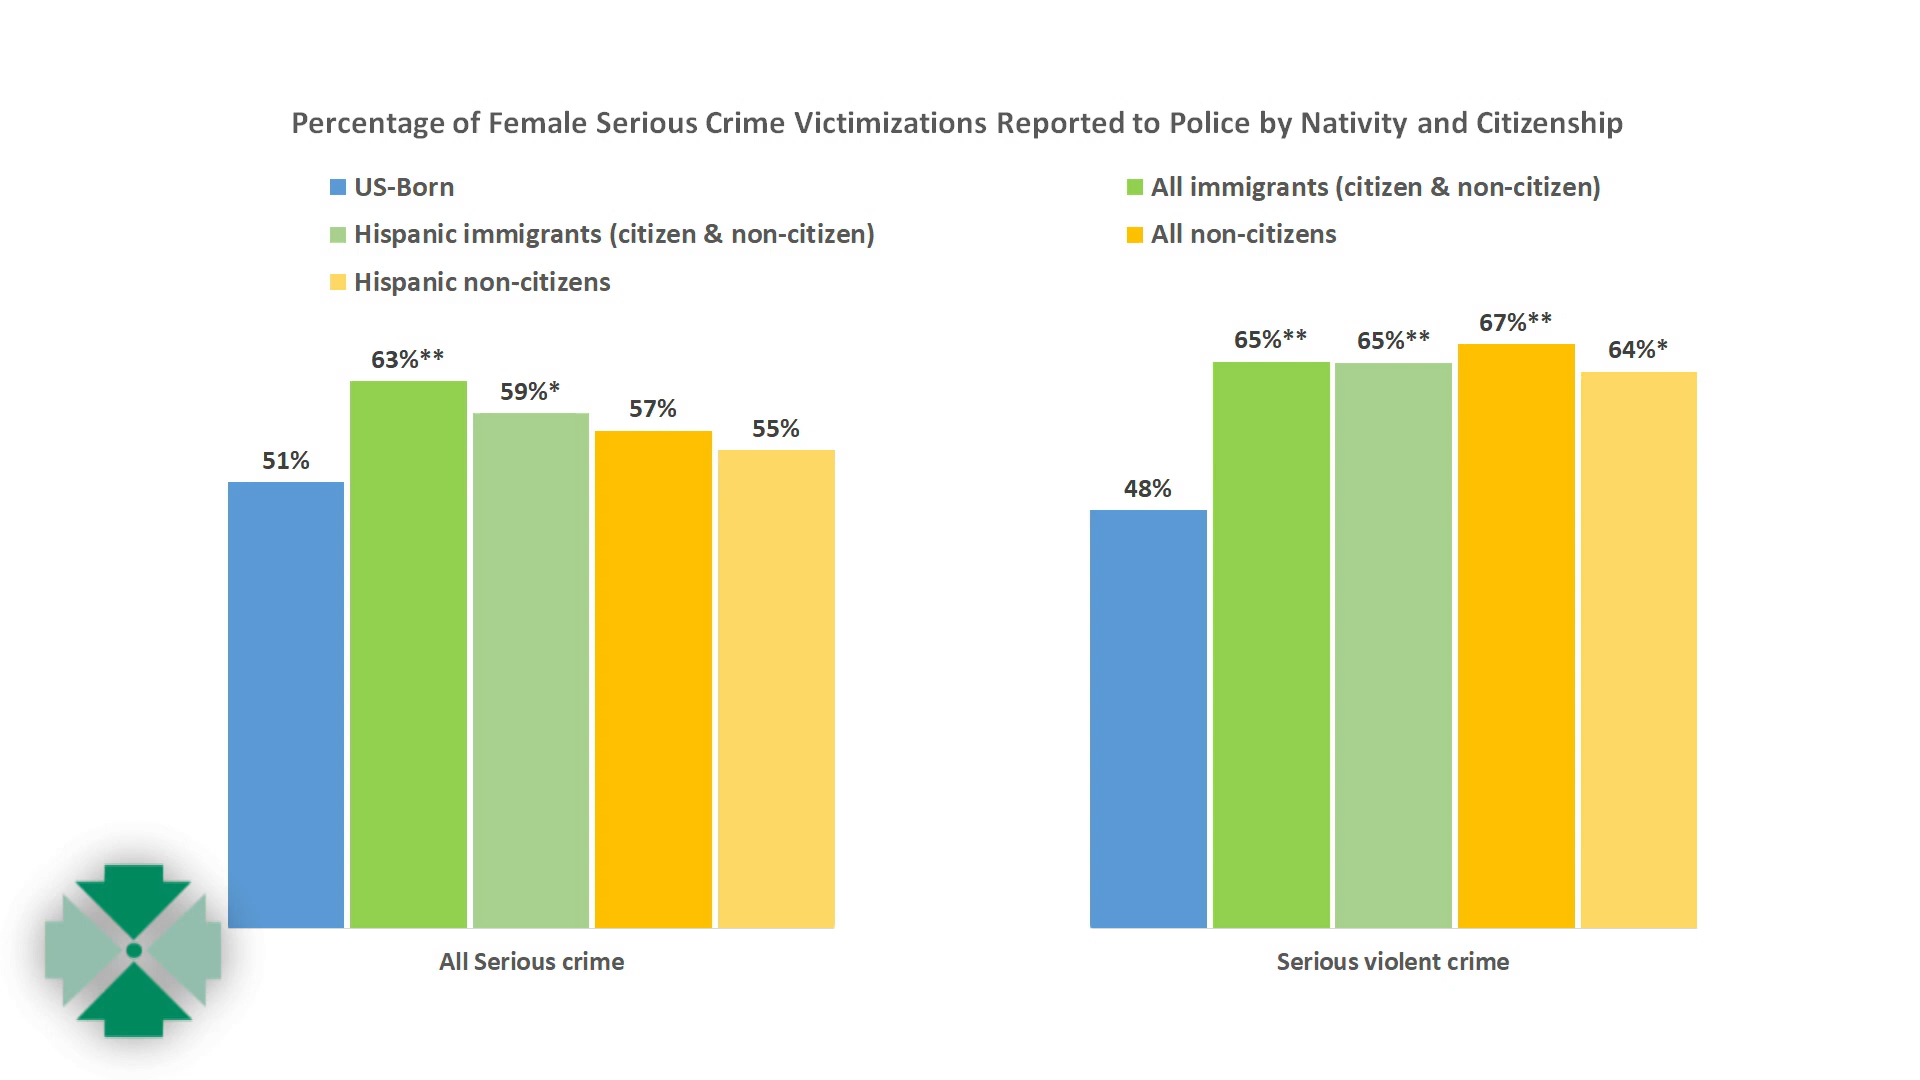 Percentage of Female Serious Crime Victimizations Reported to Police by Nativity and Citizenship
US-Born
All immigrants (citizen & non-citizen)
Hispanic immigrants (citizen & non-citizen)
All non-citizens
Hispanic non-citizens
51%
63%**
59%*
57%
55%
48%
65%**
65%**
67%**
64%*
All Serious crime
Serious violent crime